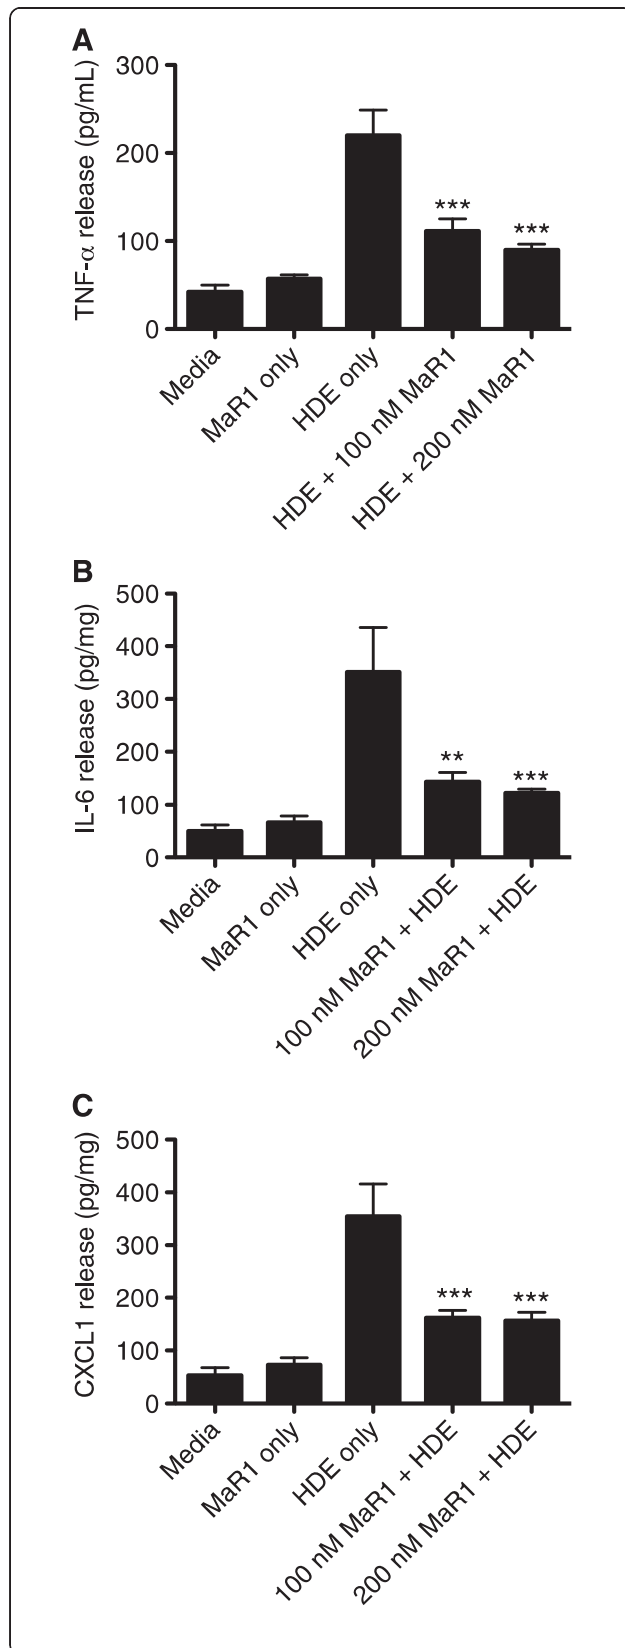 A
TNF-α release (pg/mL)
300
200
100
0
***
***
Media
MaR1 only
HDE only
HDE + 100 nM MaR1
HDE + 200 nM MaR1
B
IL-6 release (pg/mg)
500
400
300
200
100
0
**
***
Media
MaR1 only
HDE only
100 nM MaR1 + HDE
200 nM MaR1 + HDE
C
CXCL1 release (pg/mg)
500
400
300
200
100
0
***
***
Media
MaR1 only
HDE only
100 nM MaR1 + HDE
200 nM MaR1 + HDE